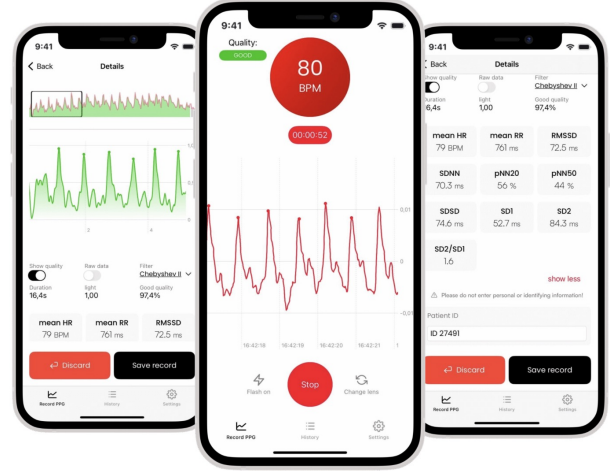 9:41
Back
Details
1,0
0
2
4
Show quality
Raw data
Filter
Chebyshev II
Duration
16,4s
light
1,00
Good quality
97,4%
mean HR
79 BPM
mean RR
761 ms
RMSSD
72.5 ms
Discard
Save record
Record PPG
History
Settings
9:41
Quality:
GOOD
80
BPM
00:00:52
0,01
0
-0,01
16:42:18
16:42:19
16:42:20
16:42:21
Flash on
Stop
Change lens
Record PPG
History
Settings
9:41
Back
Details
Show quality
Raw data
Filter
Chebyshev II
Duration
6,4s
light
1,00
Good quality
97,4%
mean HR
79 BPM
mean RR
761 ms
RMSSD
72.5 ms
SDNN
70.3 ms
pNN20
56 %
pNN50
44 %
SDSD
74.6 ms
SD1
52.7 ms
SD2
84.3 ms
SD2/SD1
1.6
show less
Please do not enter personal or identifying information!
Patient ID
ID 27491
Discard
Save record
Record PPG
History
Settings